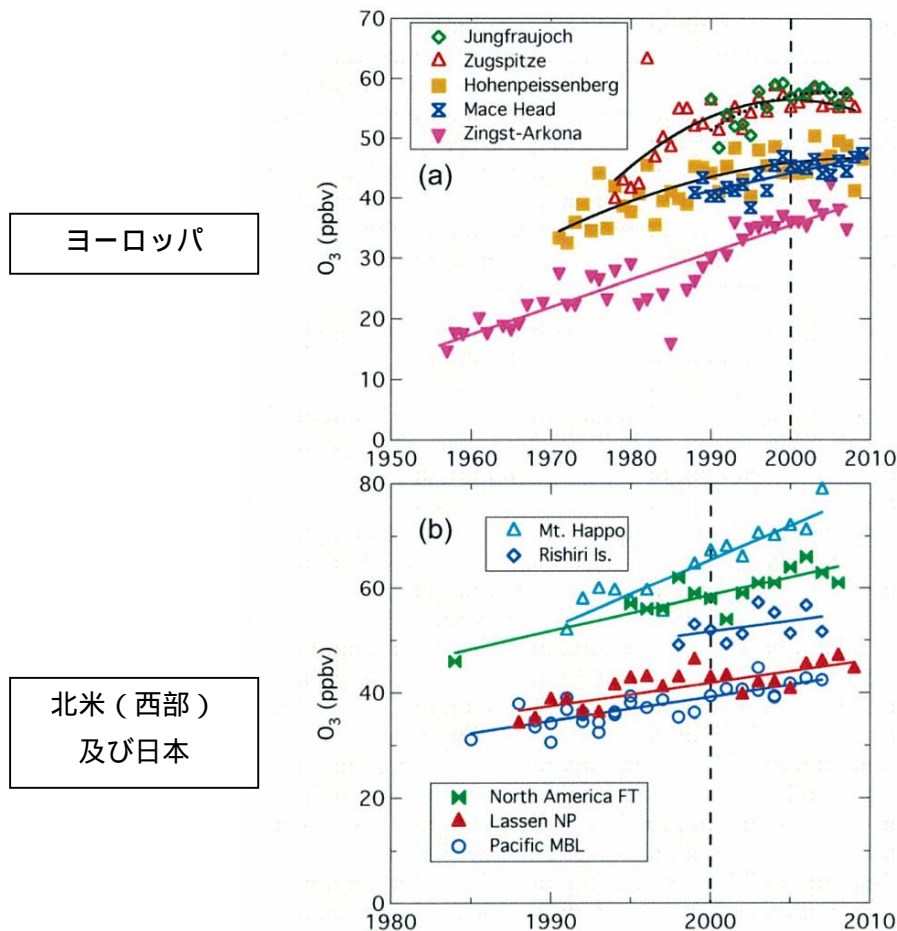 ヨーロッパ
70
60
50
40
30
20
10
0
O₃ (ppbv)
Jungfraujoch
Zugspitze
Hohenpeissenberg
Mace Head
Zingst-Arkona
(a)
1950 1960 1970 1980 1990 2000 2010
北米（西部）
及び日本
80
60
40
20
0
O₃ (ppbv)
(b)
Mt. Happo
Rishiri Is.
North America FT
Lassen NP
Pacific MBL
1980 1990 2000 2010